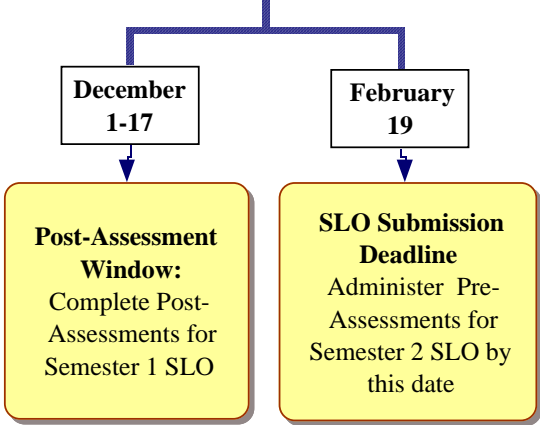 December
1-17
February
19
Post-Assessment
Window:
Complete Post-
Assessments for
Semester 1 SLO
SLO Submission
Deadline
Administer Pre-
Assessments for
Semester 2 SLO by
this date